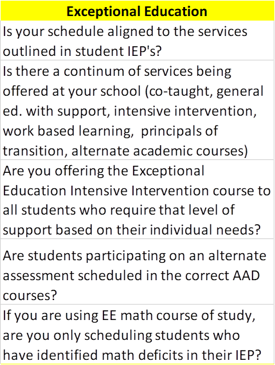 Exceptional Education
Is your schedule aligned to the services
outlined in student IEP's?
Is there a continum of services being
offered at your school (co-taught, general
ed. with support, intensive intervention,
work based learning,  principals of
transition, alternate academic courses)
Are you offering the Exceptional
Education Intensive Intervention course to
all students who require that level of
support based on their individual needs?
Are students participating on an alternate
assessment scheduled in the correct AAD
courses?
If you are using EE math course of study,
are you only scheduling students who
have identified math deficits in their IEP?